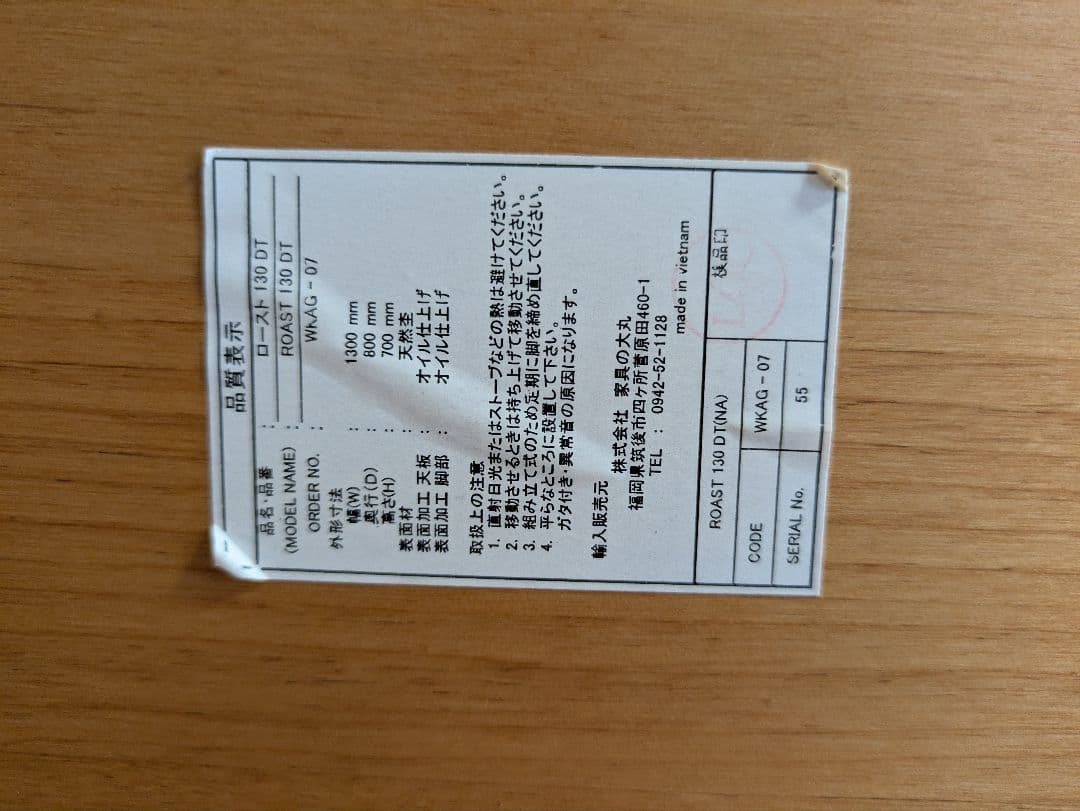 品質表示
品名・品番 : ロースト 130 DT
(MODEL NAME) : ROAST 130 DT
ORDER NO. : WKAG - 07
外形寸法
幅(W) : 1300 mm
奥行(D) : 800 mm
高さ(H) : 700 mm
表面材 : 天然杢
表面加工 天板 : オイル仕上げ
表面加工 脚部 : オイル仕上げ
取扱上の注意
1. 直射日光またはストーブなどの熱は避けてください。
2. 移動させるときは持ち上げて移動させてください。
3. 組み立て式のため定期に脚を締め直してください。
4. 平らなところに設置して下さい。
ガタ付き・異常音の原因になります。
輸入販売元
株式会社 家具の大丸
福岡県筑後市四ヶ所菅原田460-1
TEL : 0942-52-1128
made in vietnam
ROAST 130 DT(NA)
検品印
CODE WKAG - 07
SERIAL No. 55